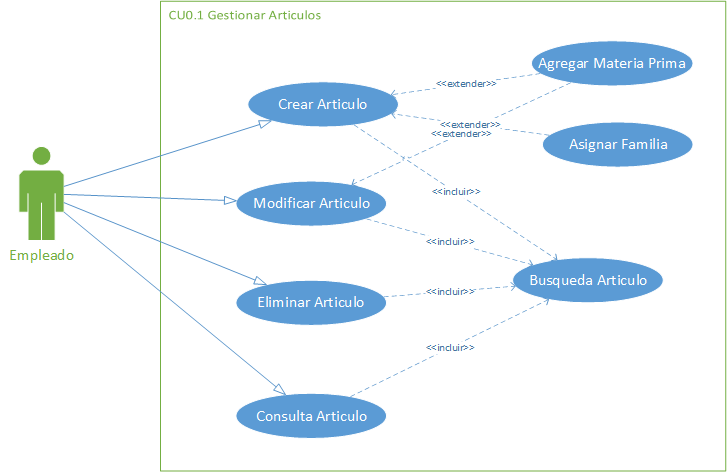 CU0.1 Gestionar Articulos
Agregar Materia Prima
<<extender>>
Crear Articulo
<<extender>>
<<extender>>
Asignar Familia
<<incluir>>
Modificar Articulo
<<incluir>>
Empleado
Busqueda Articulo
<<incluir>>
Eliminar Articulo
<<incluir>>
Consulta Articulo